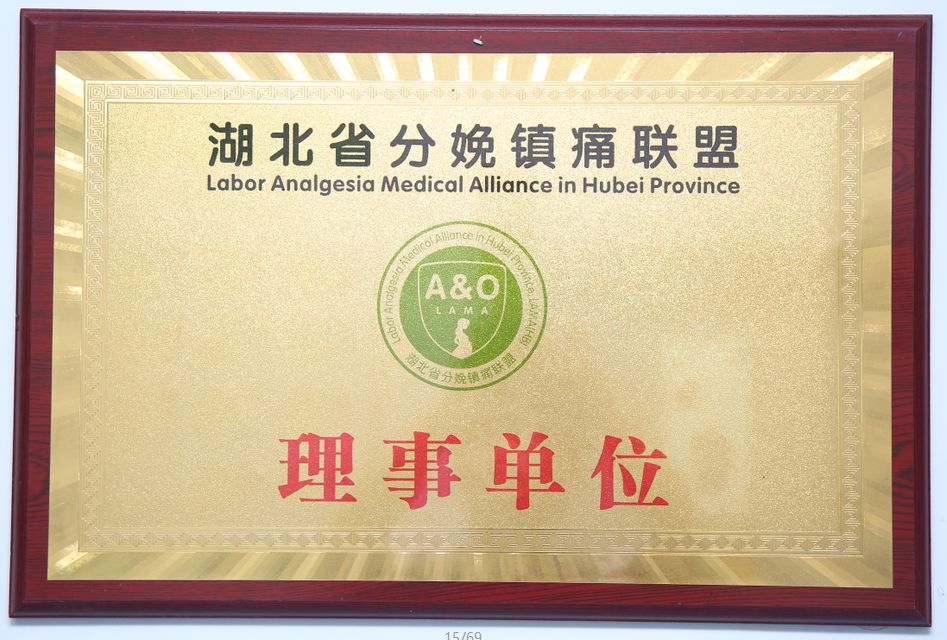 湖北省分娩镇痛联盟
Labor Analgesia Medical Alliance in Hubei Province
Labor Analgesia Medical Alliance in Hubei Province, LAMA(HB)
A&O
LAMA
湖北省分娩镇痛联盟
理事单位
15/69